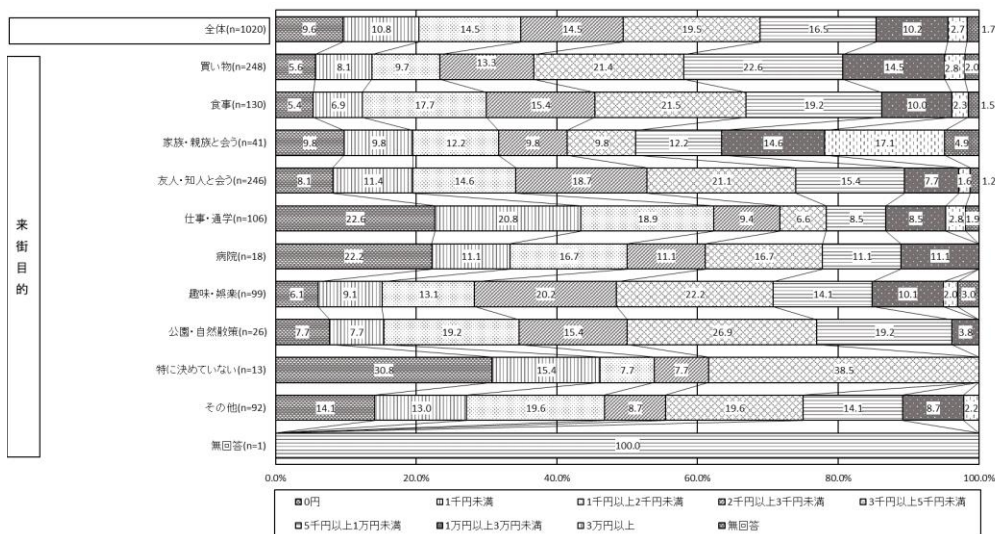 全体(n=1020) 9.6 10.8 14.5 14.5 19.5 16.5 10.2 2.7 1.7
来街目的
買い物(n=248) 5.6 8.1 9.7 13.3 21.4 22.6 14.5 2.8 2.0
食事(n=130) 5.4 6.9 17.7 15.4 21.5 19.2 10.0 2.3 1.5
家族・親族と会う(n=41) 9.8 9.8 12.2 9.8 9.8 12.2 14.6 17.1 4.9
友人・知人と会う(n=246) 8.1 11.4 14.6 18.7 21.1 15.4 7.7 1.6 1.2
仕事・通学(n=106) 22.6 20.8 18.9 9.4 6.6 8.5 8.5 2.8 1.9
病院(n=18) 22.2 11.1 16.7 11.1 16.7 11.1 11.1
趣味・娯楽(n=99) 6.1 9.1 13.1 20.2 22.2 14.1 10.1 2.0 3.0
公園・自然散策(n=26) 7.7 7.7 19.2 15.4 26.9 19.2 3.8
特に決めていない(n=13) 30.8 15.4 7.7 7.7 38.5
その他(n=92) 14.1 13.0 19.6 8.7 19.6 14.1 8.7 2.2
無回答(n=1) 100.0
0.0% 20.0% 40.0% 60.0% 80.0% 100.0%
0円 1千円未満 1千円以上2千円未満 2千円以上3千円未満 3千円以上5千円未満
5千円以上1万円未満 1万円以上3万円未満 3万円以上 無回答